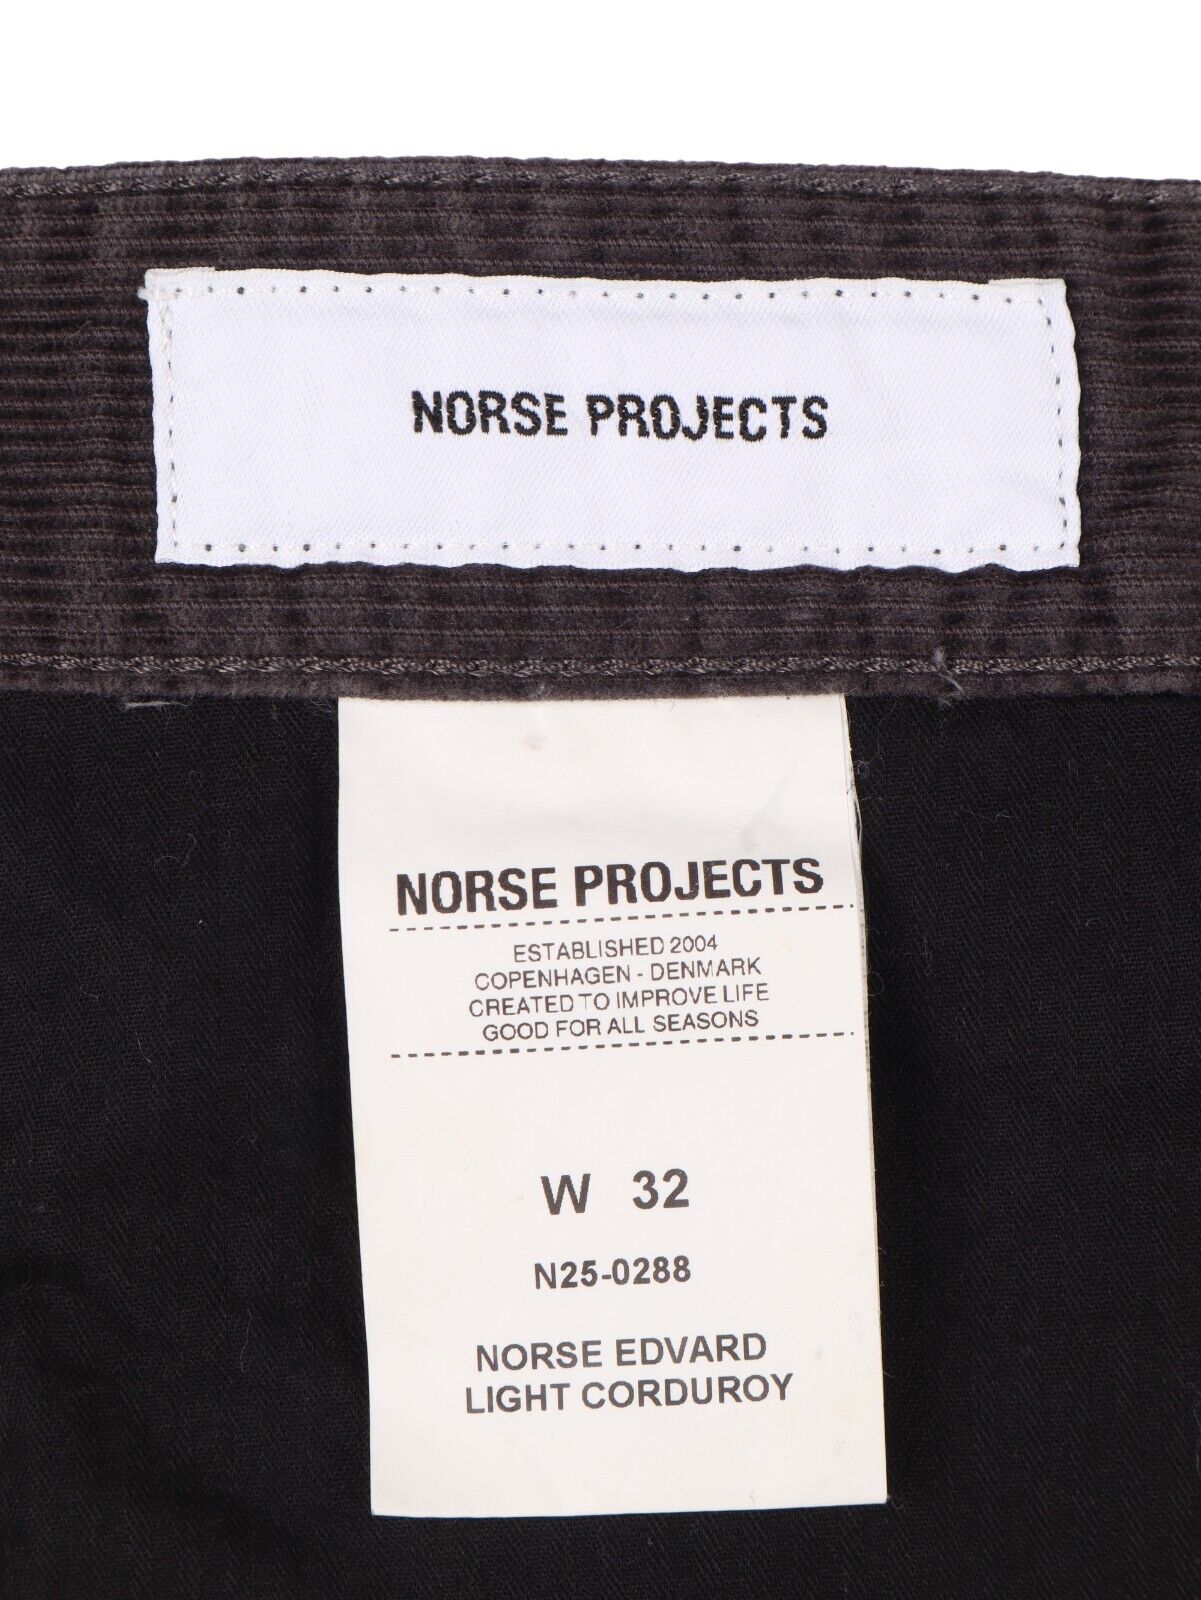 NORSE PROJECTS
NORSE PROJECTS
ESTABLISHED 2004
COPENHAGEN - DENMARK
CREATED TO IMPROVE LIFE
GOOD FOR ALL SEASONS
W 32
N25-0288
NORSE EDVARD
LIGHT CORDUROY